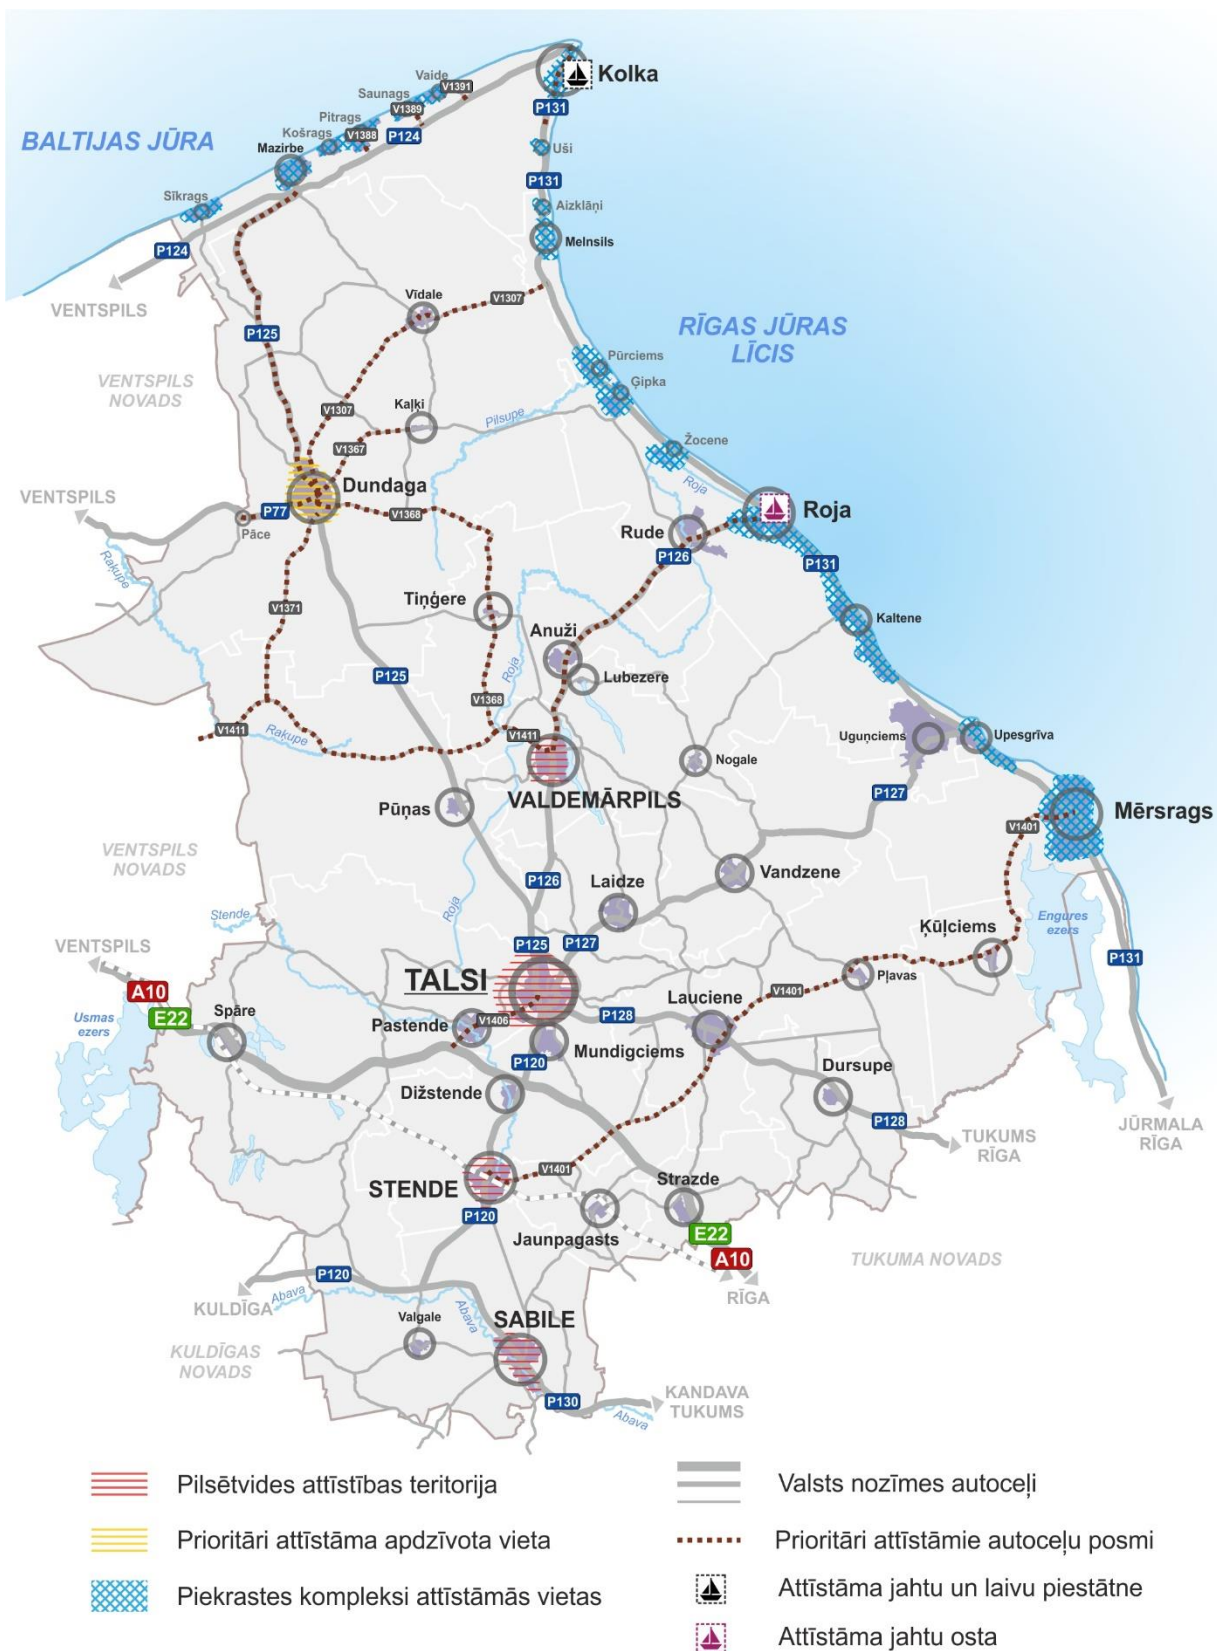 Vaide
V1391
Kolka
Saunags
V1389
Pitrags
P131
Košrags
V1388
P124
BALTIJAS JŪRA
Mazirbe
Uši
P131
Sīkrags
Aizklāņi
Melnsils
P124
VENTSPILS
Vīdale
V1307
P125
RĪGAS JŪRAS
LĪCIS
Pūrciems
VENTSPILS
NOVADS
Ģipka
V1307
Kaļķi
Pilsupe
V1367
Žocene
VENTSPILS
Dundaga
Roja
P77
V1368
Roja
Pāce
Rude
P126
P131
Raķupe
V1371
Tiņģere
Kaltene
Anuži
Roja
P125
Lubezere
V1368
V1411
Raķupe
V1411
Uguņciems
Upesgrīva
Nogale
VALDEMĀRPILS
P127
Pūņas
Mērsrags
V1401
VENTSPILS
NOVADS
Vandzene
P126
Laidze
Roja
Stende
Engures
ezers
Ķūļciems
VENTSPILS
P125
P127
P131
TALSI
Pļavas
A10
V1401
Lauciene
E22
Spāre
Usmas
ezers
Pastende
V1406
P128
Mundigciems
P120
Dursupe
Dižstende
P128
JŪRMALA
RĪGA
TUKUMS
RĪGA
V1401
Strazde
STENDE
P120
Jaunpagasts
E22
A10
TUKUMA NOVADS
P120
RĪGA
Abava
KULDĪGA
Abava
Valgale
SABILE
KULDĪGAS
NOVADS
P130
KANDAVA
TUKUMS
Abava
Pilsētvides attīstības teritorija
Valsts nozīmes autoceļi
Prioritāri attīstāma apdzīvota vieta
Prioritāri attīstāmie autoceļu posmi
Piekrastes kompleksi attīstāmās vietas
Attīstāma jahtu un laivu piestātne
Attīstāma jahtu osta